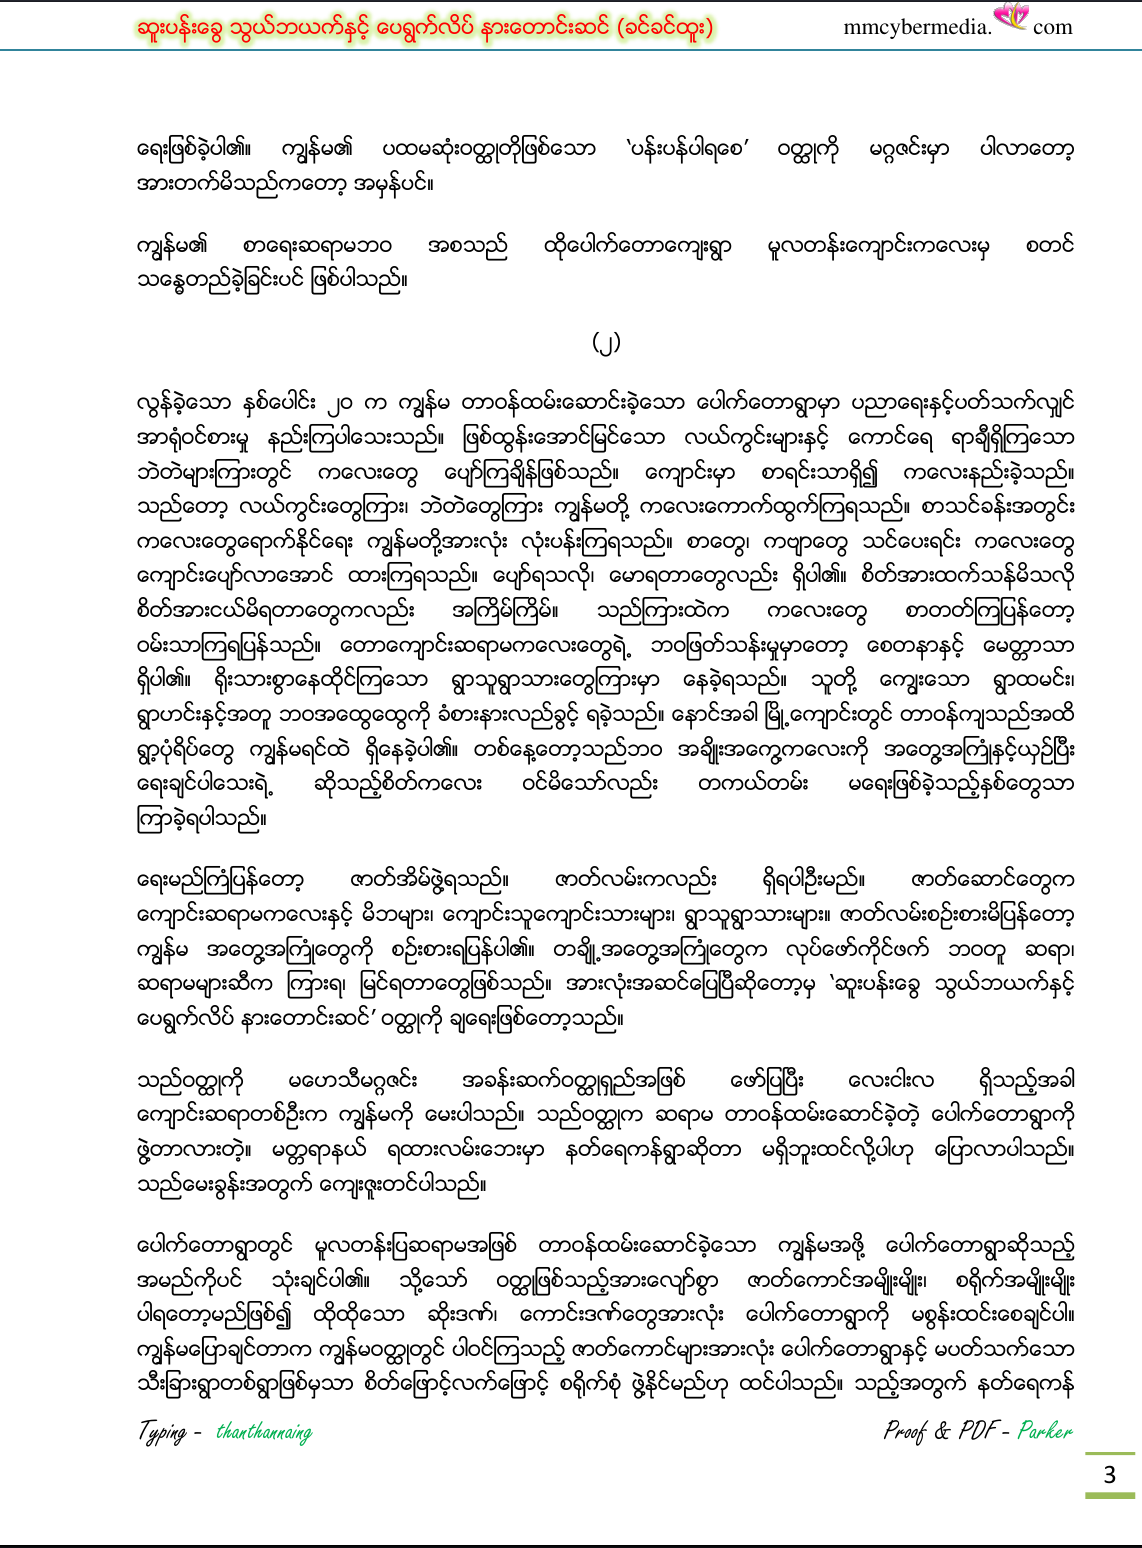 ဆူးပန်းခွေ သွယ်ဘယက်နှင့် ပေရွက်လိပ် နားတောင်းဆင် (ခင်ခင်ထူး)
mmcybermedia. com
ရေးဖြစ်ခဲ့ပါ၏။ ကျွန်မ၏ ပထမဆုံးဝတ္ထုတိုဖြစ်သော ‘ပန်းပန်ပါရစေ’ ဝတ္ထုကို မဂ္ဂဇင်းမှာ ပါလာတော့
အားတက်မိသည်ကတော့ အမှန်ပင်။
ကျွန်မ၏ စာရေးဆရာမဘဝ အစသည် ထိုပေါက်တောကျေးရွာ မူလတန်းကျောင်းကလေးမှ စတင်
သန္ဓေတည်ခဲ့ခြင်းပင် ဖြစ်ပါသည်။
(၂)
လွန်ခဲ့သော နှစ်ပေါင်း ၂၀ က ကျွန်မ တာဝန်ထမ်းဆောင်းခဲ့သော ပေါက်တောရွာမှာ ပညာရေးနှင့်ပတ်သက်လျှင်
အာရုံဝင်စားမှု နည်းကြပါသေးသည်။ ဖြစ်ထွန်းအောင်မြင်သော လယ်ကွင်းများနှင့် ကောင်ရေ ရာချီရှိကြသော
ဘဲတဲများကြားတွင် ကလေးတွေ ပျော်ကြချိန်ဖြစ်သည်။ ကျောင်းမှာ စာရင်းသာရှိ၍ ကလေးနည်းခဲ့သည်။
သည်တော့ လယ်ကွင်းတွေကြား၊ ဘဲတဲတွေကြား ကျွန်မတို့ ကလေးကောက်ထွက်ကြရသည်။ စာသင်ခန်းအတွင်း
ကလေးတွေရောက်နိုင်ရေး ကျွန်မတို့အားလုံး လုံးပန်းကြရသည်။ စာတွေ၊ ကဗျာတွေ သင်ပေးရင်း ကလေးတွေ
ကျောင်းပျော်လာအောင် ထားကြရသည်။ ပျော်ရသလို၊ မောရတာတွေလည်း ရှိပါ၏။ စိတ်အားထက်သန်မိသလို
စိတ်အားငယ်မိရတာတွေကလည်း အကြိမ်ကြိမ်။ သည်ကြားထဲက ကလေးတွေ စာတတ်ကြပြန်တော့
ဝမ်းသာကြရပြန်သည်။ တောကျောင်းဆရာမကလေးတွေရဲ့ ဘဝဖြတ်သန်းမှုမှာတော့ စေတနာနှင့် မေတ္တာသာ
ရှိပါ၏။ ရိုးသားစွာနေထိုင်ကြသော ရွာသူရွာသားတွေကြားမှာ နေခဲ့ရသည်။ သူတို့ ကျွေးသော ရွာထမင်း၊
ရွာဟင်းနှင့်အတူ ဘဝအထွေထွေကို ခံစားနားလည်ခွင့် ရခဲ့သည်။ နောင်အခါ မြို့ကျောင်းတွင် တာဝန်ကျသည်အထိ
ရွာ့ပုံရိပ်တွေ ကျွန်မရင်ထဲ ရှိနေခဲ့ပါ၏။ တစ်နေ့တော့သည်ဘဝ အချိုးအကွေ့ကလေးကို အတွေ့အကြုံနှင့်ယှဉ်ပြီး
ရေးချင်ပါသေးရဲ့ ဆိုသည့်စိတ်ကလေး ဝင်မိသော်လည်း တကယ်တမ်း မရေးဖြစ်ခဲ့သည့်နှစ်တွေသာ
ကြာခဲ့ရပါသည်။
ရေးမည်ကြံပြန်တော့ ဇာတ်အိမ်ဖွဲ့ရသည်။ ဇာတ်လမ်းကလည်း ရှိရပါဦးမည်။ ဇာတ်ဆောင်တွေက
ကျောင်းဆရာမကလေးနှင့် မိဘများ၊ ကျောင်းသူကျောင်းသားများ၊ ရွာသူရွာသားများ။ ဇာတ်လမ်းစဉ်းစားမိပြန်တော့
ကျွန်မ အတွေ့အကြုံတွေကို စဉ်းစားရပြန်ပါ၏။ တချို့အတွေ့အကြုံတွေက လုပ်ဖော်ကိုင်ဖက် ဘဝတူ ဆရာ၊
ဆရာမများဆီက ကြားရ၊ မြင်ရတာတွေဖြစ်သည်။ အားလုံးအဆင်ပြေပြီဆိုတော့မှ ‘ဆူးပန်းခွေ သွယ်ဘယက်နှင့်
ပေရွက်လိပ် နားတောင်းဆင်’ ဝတ္ထုကို ချရေးဖြစ်တော့သည်။
သည်ဝတ္ထုကို မဟေသီမဂ္ဂဇင်း အခန်းဆက်ဝတ္ထုရှည်အဖြစ် ဖော်ပြပြီး လေးငါးလ ရှိသည့်အခါ
ကျောင်းဆရာတစ်ဦးက ကျွန်မကို မေးပါသည်။ သည်ဝတ္ထုက ဆရာမ တာဝန်ထမ်းဆောင်ခဲ့တဲ့ ပေါက်တောရွာကို
ဖွဲ့တာလားတဲ့။ မတ္တရာနယ် ရထားလမ်းဘေးမှာ နတ်ရေကန်ရွာဆိုတာ မရှိဘူးထင်လို့ပါဟု ပြောလာပါသည်။
သည်မေးခွန်းအတွက် ကျေးဇူးတင်ပါသည်။
ပေါက်တောရွာတွင် မူလတန်းပြဆရာမအဖြစ် တာဝန်ထမ်းဆောင်ခဲ့သော ကျွန်မအဖို့ ပေါက်တောရွာဆိုသည့်
အမည်ကိုပင် သုံးချင်ပါ၏။ သို့သော် ဝတ္ထုဖြစ်သည့်အားလျော်စွာ ဇာတ်ကောင်အမျိုးမျိုး၊ စရိုက်အမျိုးမျိုး
ပါရတော့မည်ဖြစ်၍ ထိုထိုသော ဆိုးဒဏ်၊ ကောင်းဒဏ်တွေအားလုံး ပေါက်တောရွာကို မစွန်းထင်းစေချင်ပါ။
ကျွန်မပြောချင်တာက ကျွန်မဝတ္ထုတွင် ပါဝင်ကြသည့် ဇာတ်ကောင်များအားလုံး ပေါက်တောရွာနှင့် မပတ်သက်သော
သီးခြားရွာတစ်ရွာဖြစ်မှသာ စိတ်ဖြောင့်လက်ဖြောင့် စရိုက်စုံ ဖွဲ့နိုင်မည်ဟု ထင်ပါသည်။ သည့်အတွက် နတ်ရေကန်
Typing - thanthannaing
Proof & PDF - Parker
3